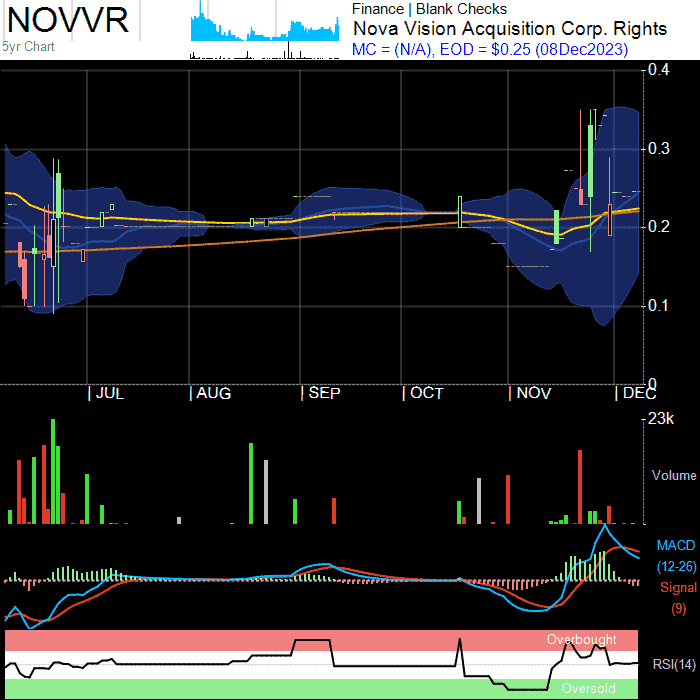 NOVVR
5yr Chart
Finance | Blank Checks
Nova Vision Acquisition Corp. Rights
MC = (N/A), EOD = $0.25 (08Dec2023)
0.4
0.3
0.2
0.1
0
| JUL | AUG | SEP | OCT | NOV | DEC
23k
Volume
MACD
(12-26)
Signal
(9)
Overbought
RSI(14)
Oversold